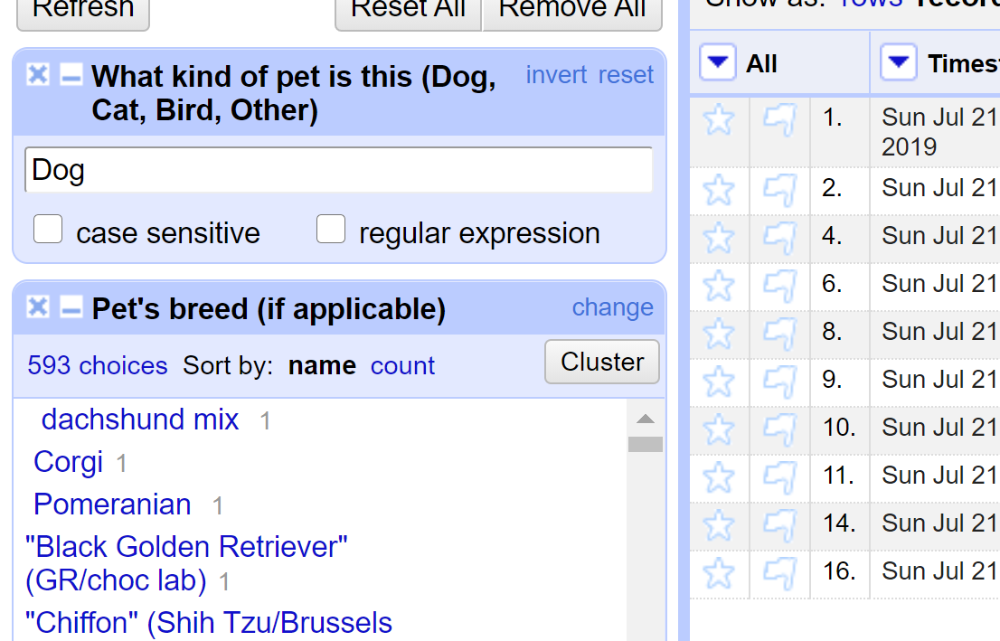 Refresh Reset All Remove All
What kind of pet is this (Dog,
Cat, Bird, Other)
invert reset
Dog
case sensitive regular expression
Pet's breed (if applicable)
change
593 choices Sort by: name count
Cluster
dachshund mix 1
Corgi 1
Pomeranian 1
"Black Golden Retriever"
(GR/choc lab) 1
"Chiffon" (Shih Tzu/Brussels
Show as: rows
All
1. Sun Jul 21
2019
2. Sun Jul 21
4. Sun Jul 21
6. Sun Jul 21
8. Sun Jul 21
9. Sun Jul 21
10. Sun Jul 21
11. Sun Jul 21
14. Sun Jul 21
16. Sun Jul 21